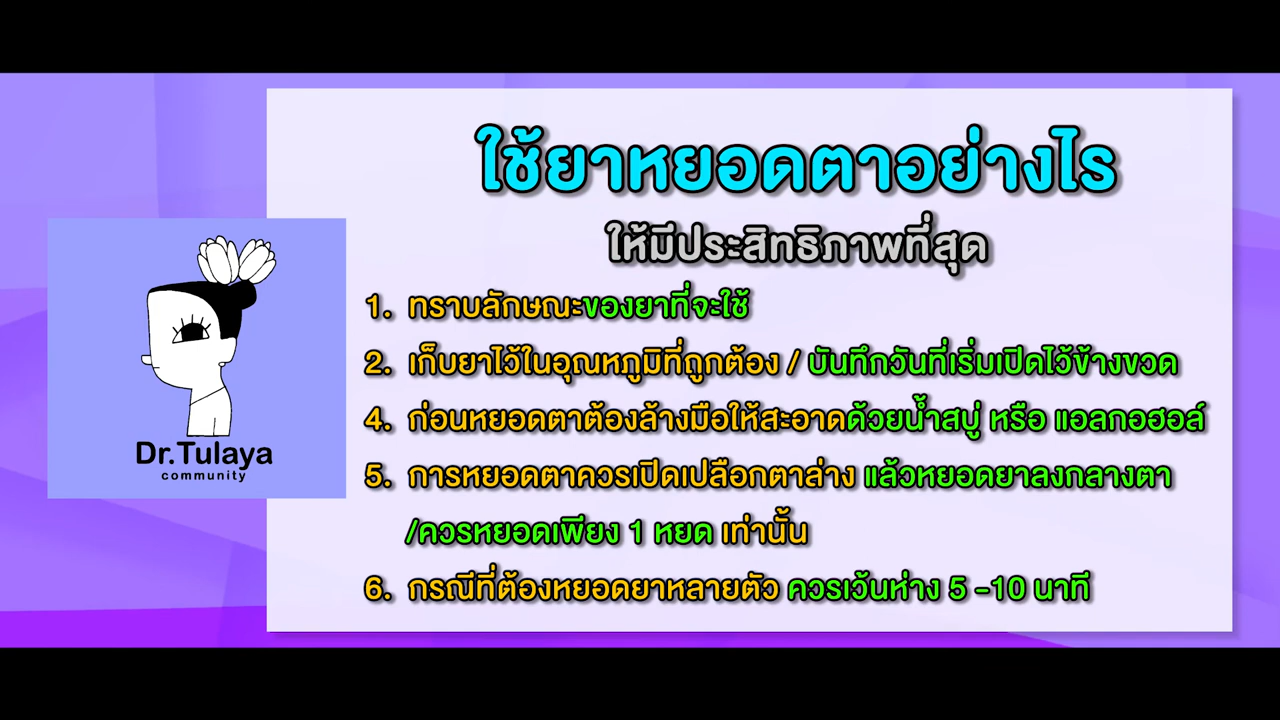 ใช้ยาหยอดตาอย่างไร
ให้มีประสิทธิภาพที่สุด
1. ทราบลักษณะของยาที่จะใช้
2. เก็บยาไว้ในอุณหภูมิที่ถูกต้อง / บันทึกวันที่เริ่มเปิดไว้ข้างขวด
4. ก่อนหยอดตาต้องล้างมือให้สะอาดด้วยน้ำสบู่ หรือ แอลกอฮอล์
5. การหยอดตาควรเปิดเปลือกตาล่าง แล้วหยอดยาลงกลางตา
/ควรหยอดเพียง 1 หยด เท่านั้น
6. กรณีที่ต้องหยอดยาหลายตัว ควรเว้นห่าง 5 -10 นาที
Dr.Tulaya
community